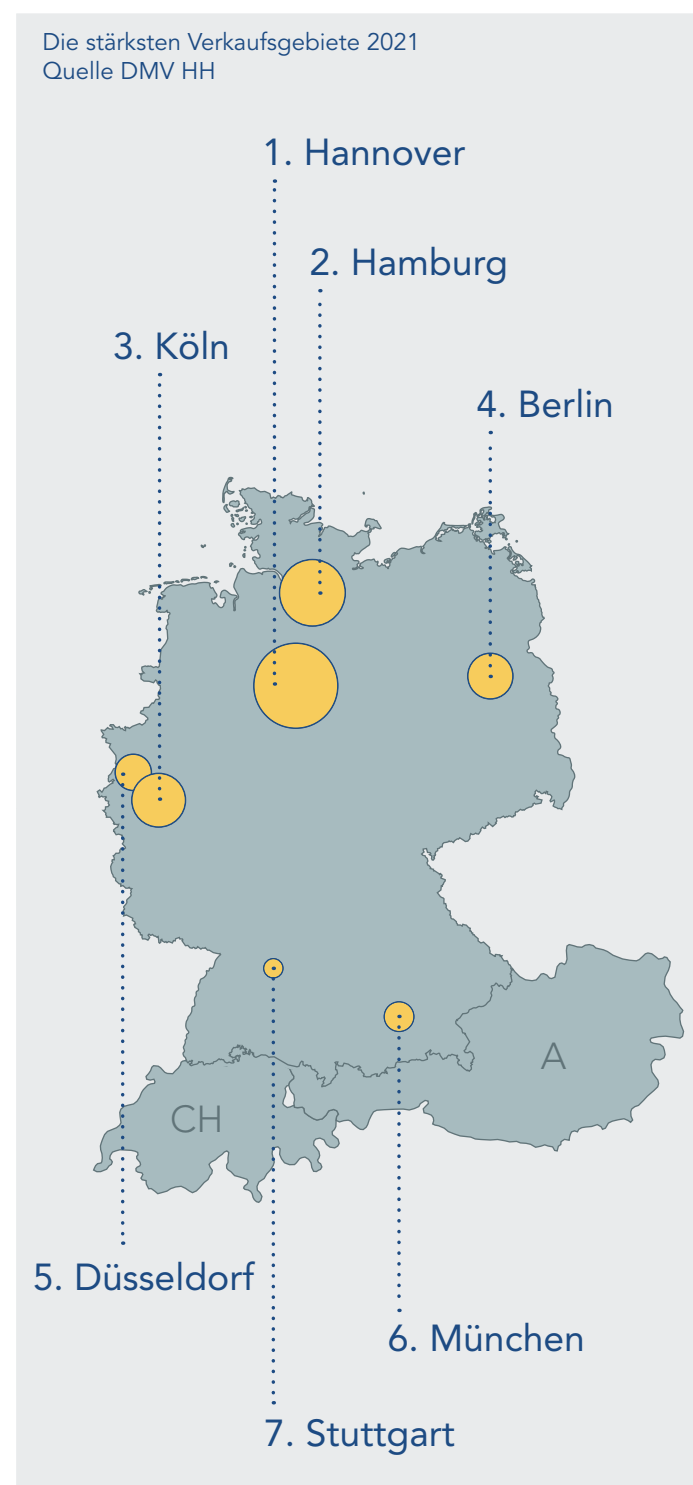 Die stärksten Verkaufsgebiete 2021
Quelle DMV HH
1. Hannover
2. Hamburg
3. Köln
4. Berlin
A
CH
5. Düsseldorf
6. München
7. Stuttgart